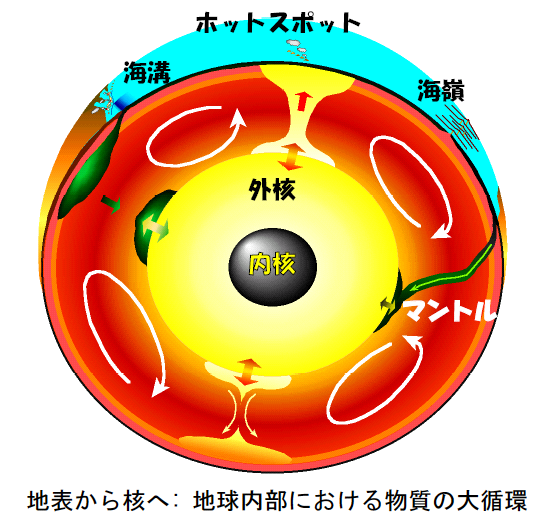 ホットスポット
海溝
海嶺
外核
内核
マントル
地表から核へ: 地球内部における物質の大循環